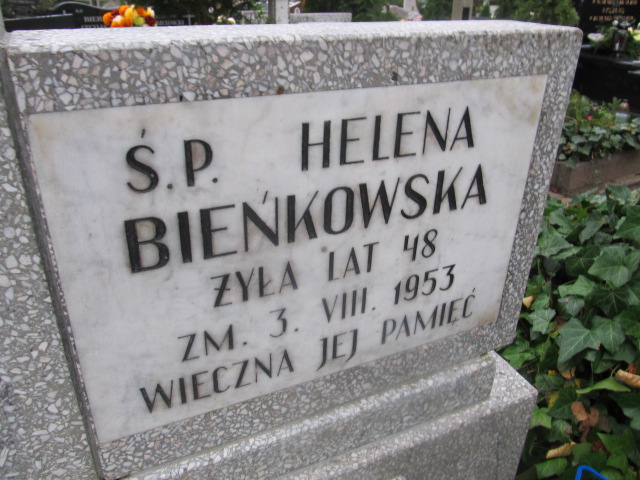 Ś.P. HELENA
BIEŃKOWSKA
ŻYŁA LAT 48
ZM. 3. VIII. 1953
WIECZNA JEJ PAMIĘĆ